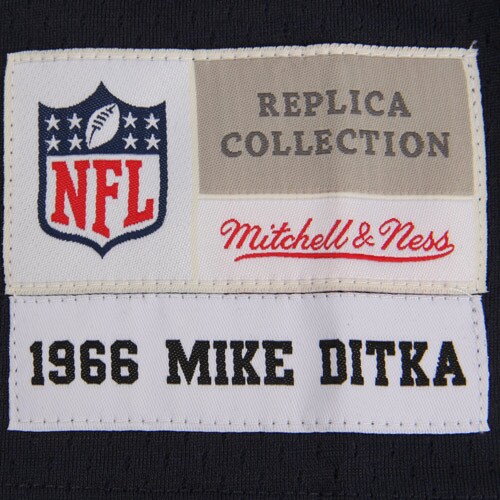 NFL
REPLICA
COLLECTION
Mitchell & Ness
1966 MIKE DITKA